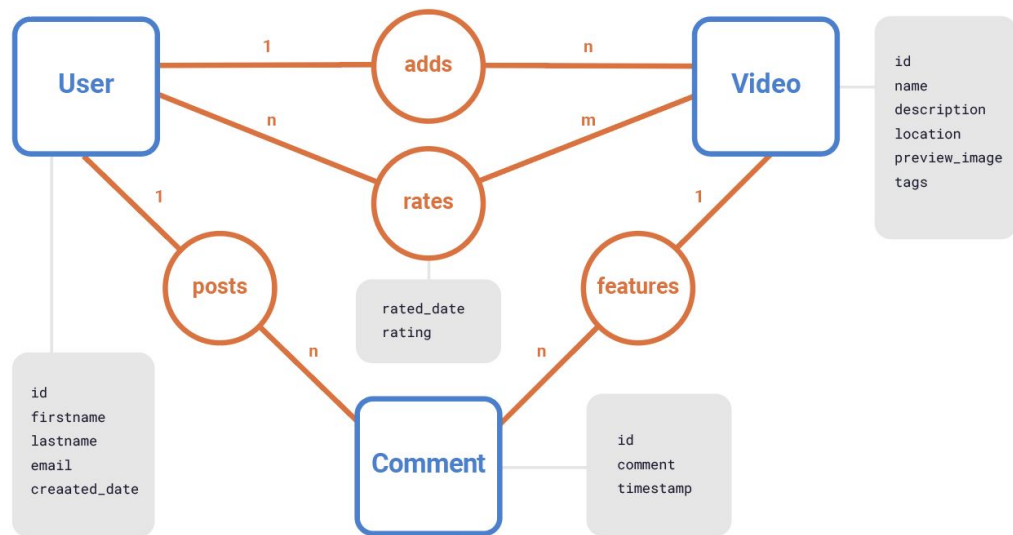 User
1
adds
n
Video
id
name
description
location
preview_image
tags
n
rates
m
rated_date
rating
1
posts
n
1
features
n
id
firstname
lastname
email
creaated_date
Comment
id
comment
timestamp